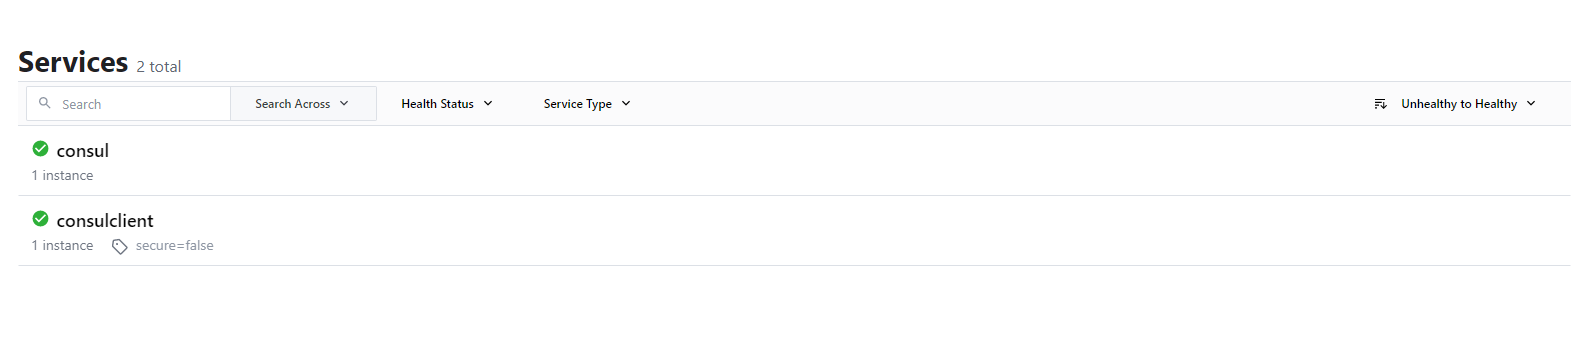 Services 2 total
Search Search Across Health Status Service Type Unhealthy to Healthy
consul
1 instance
consulclient
1 instance secure=false